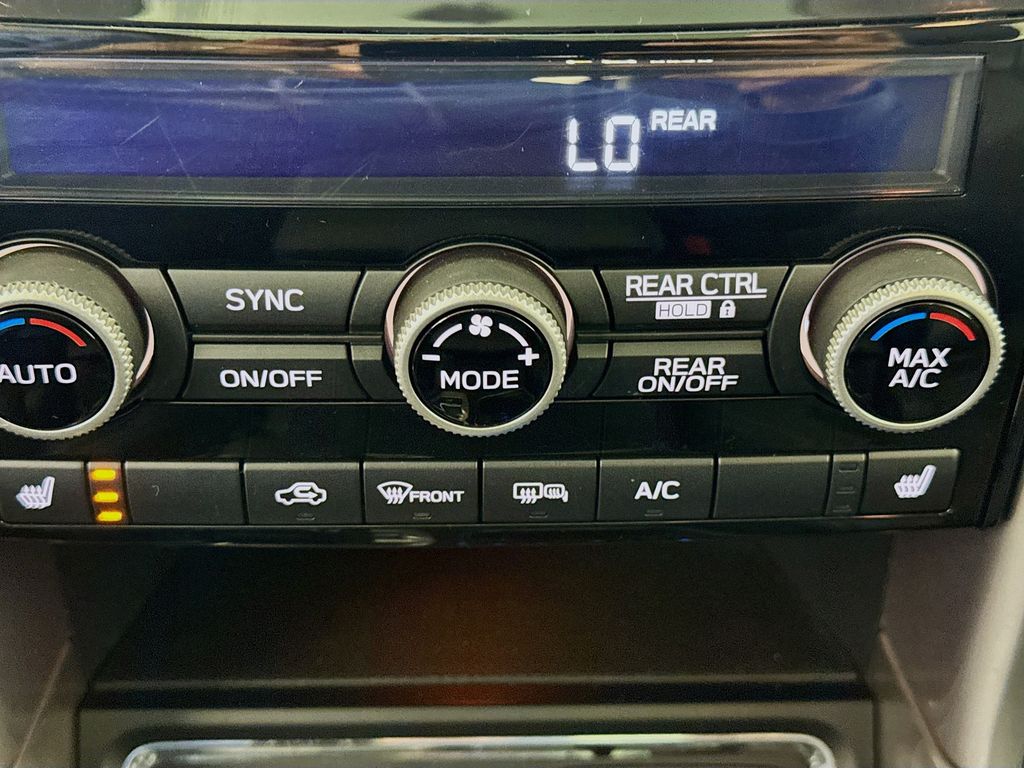 LO REAR
SYNC
REAR CTRL
HOLD
AUTO
ON/OFF
- +
MODE
REAR
ON/OFF
MAX
A/C
FRONT
A/C